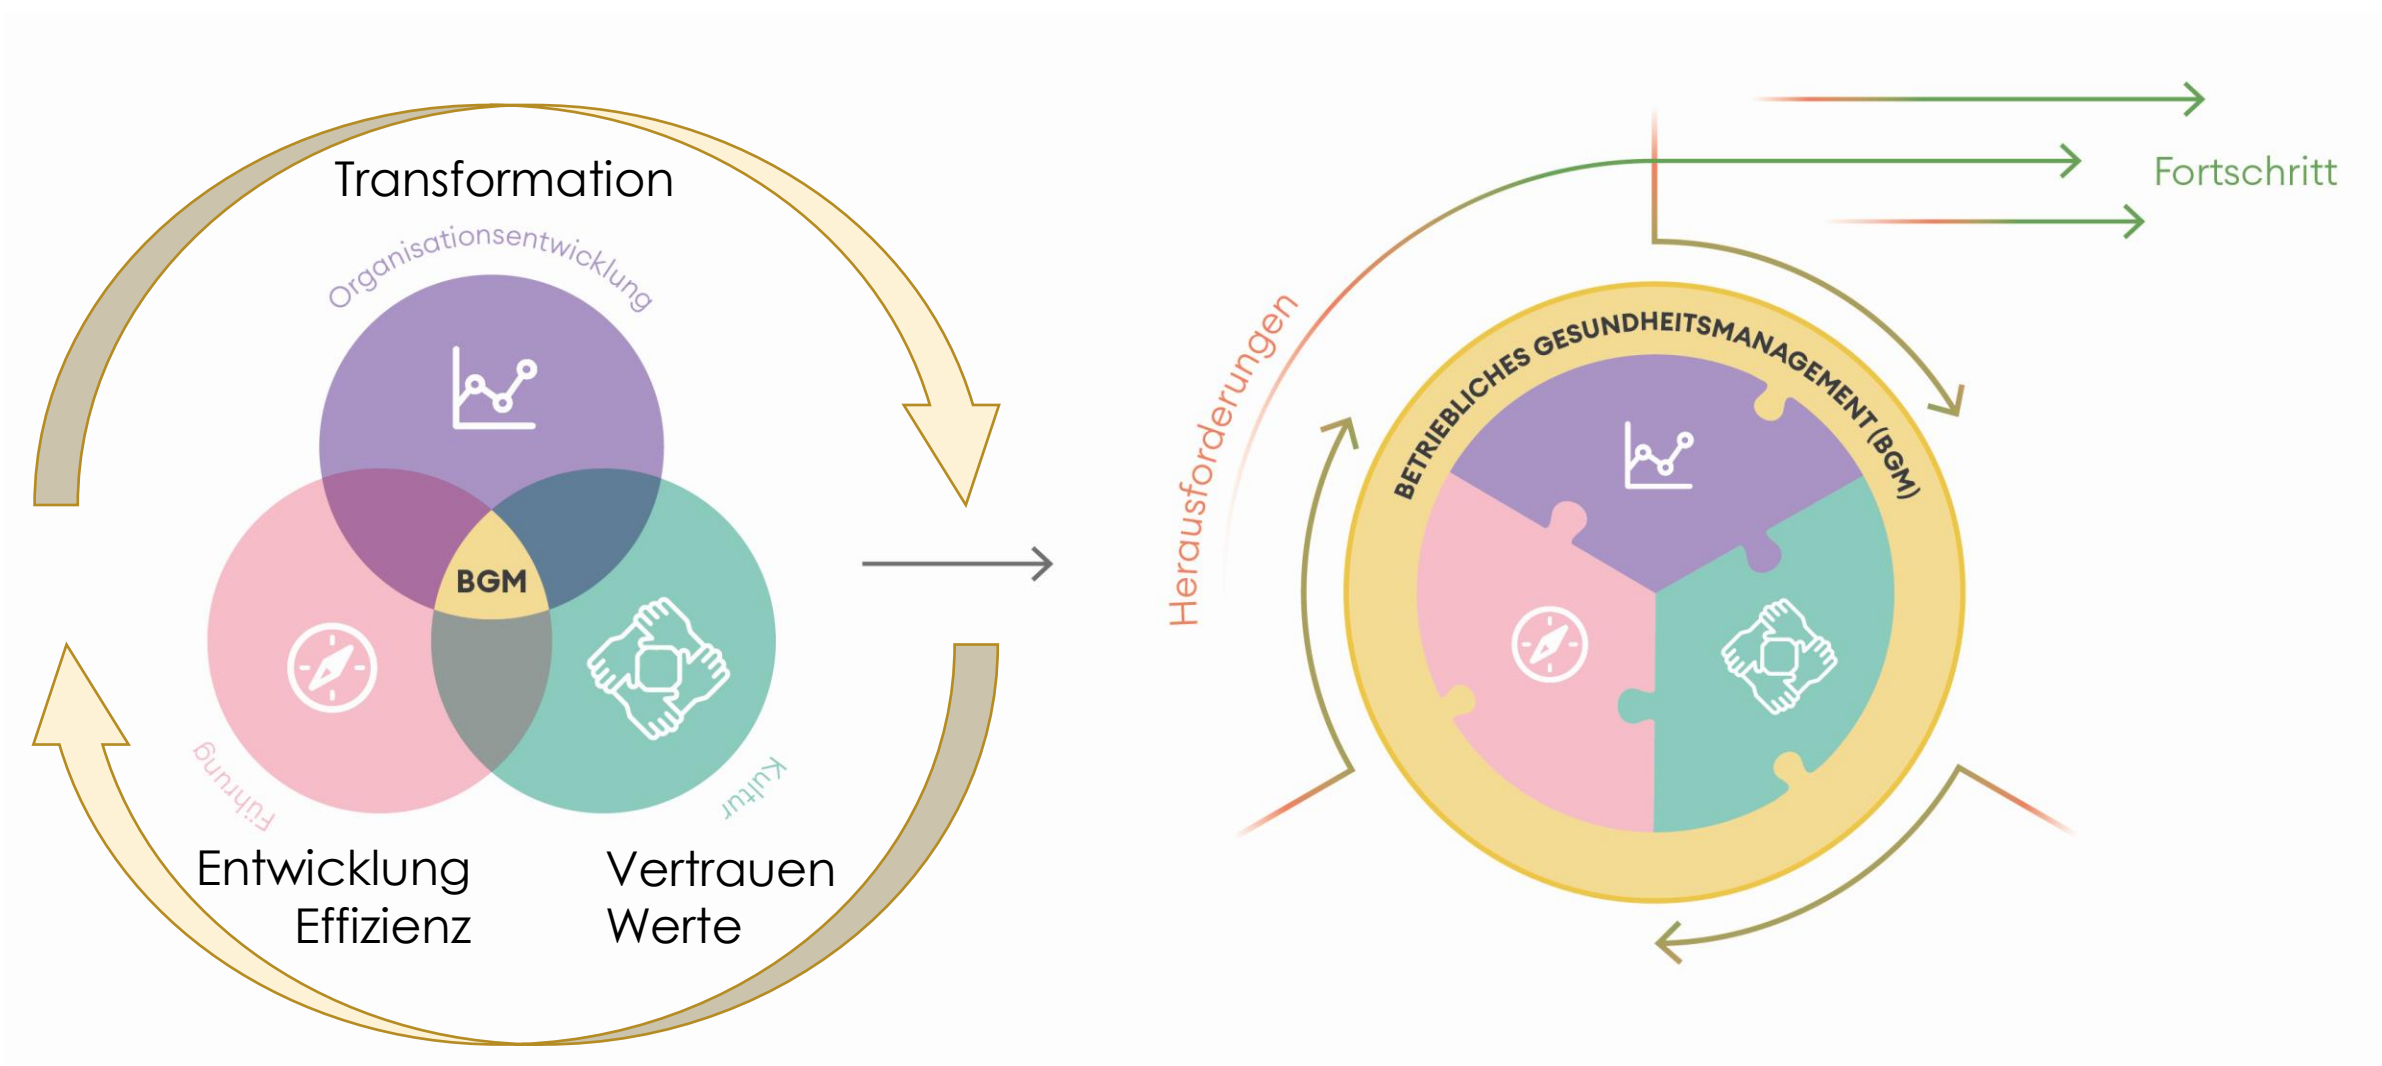 Transformation
Organisationsentwicklung
BGM
Führung
Kultur
Entwicklung
Effizienz
Vertrauen
Werte
Herausforderungen
Fortschritt
BETRIEBLICHES GESUNDHEITSMANAGEMENT (BGM)